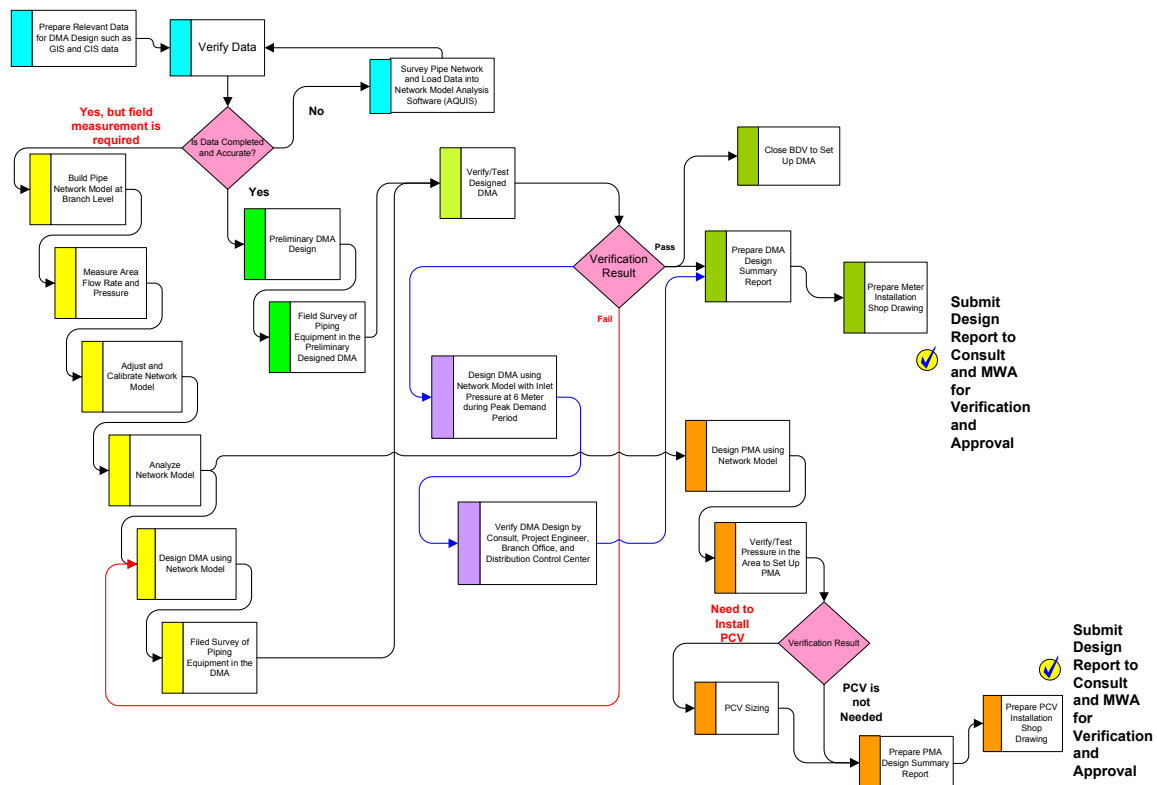 Prepare Relevant Data
for DMA Design such as
GIS and CIS data
Verify Data
Survey Pipe Network
and Load Data into
Network Model Analysis
Software (AQUIS)
No
Yes, but field
measurement is
required
Is Data Completed
and Accurate?
Yes
Build Pipe
Network Model at
Branch Level
Measure Area
Flow Rate and
Pressure
Adjust and
Calibrate Network
Model
Analyze
Network Model
Design DMA using
Network Model
Filed Survey of
Piping
Equipment in the
DMA
Preliminary DMA
Design
Field Survey of
Piping
Equipment in the
Preliminary
Designed DMA
Verify/Test
Designed
DMA
Verification
Result
Pass
Fail
Close BDV to Set
Up DMA
Prepare DMA
Design
Summary
Report
Prepare Meter
Installation
Shop Drawing
Submit
Design
Report to
Consult
and MWA
for
Verification
and
Approval
Design DMA using
Network Model with Inlet
Pressure at 6 Meter
during Peak Demand
Period
Verify DMA Design by
Consult, Project Engineer,
Branch Office, and
Distribution Control Center
Design PMA using
Network Model
Verify/Test
Pressure in the
Area to Set Up
PMA
Need to
Install
PCV
Verification Result
PCV is
not
Needed
PCV Sizing
Prepare PMA
Design Summary
Report
Prepare PCV
Installation
Shop
Drawing
Submit
Design
Report to
Consult
and MWA
for
Verification
and
Approval